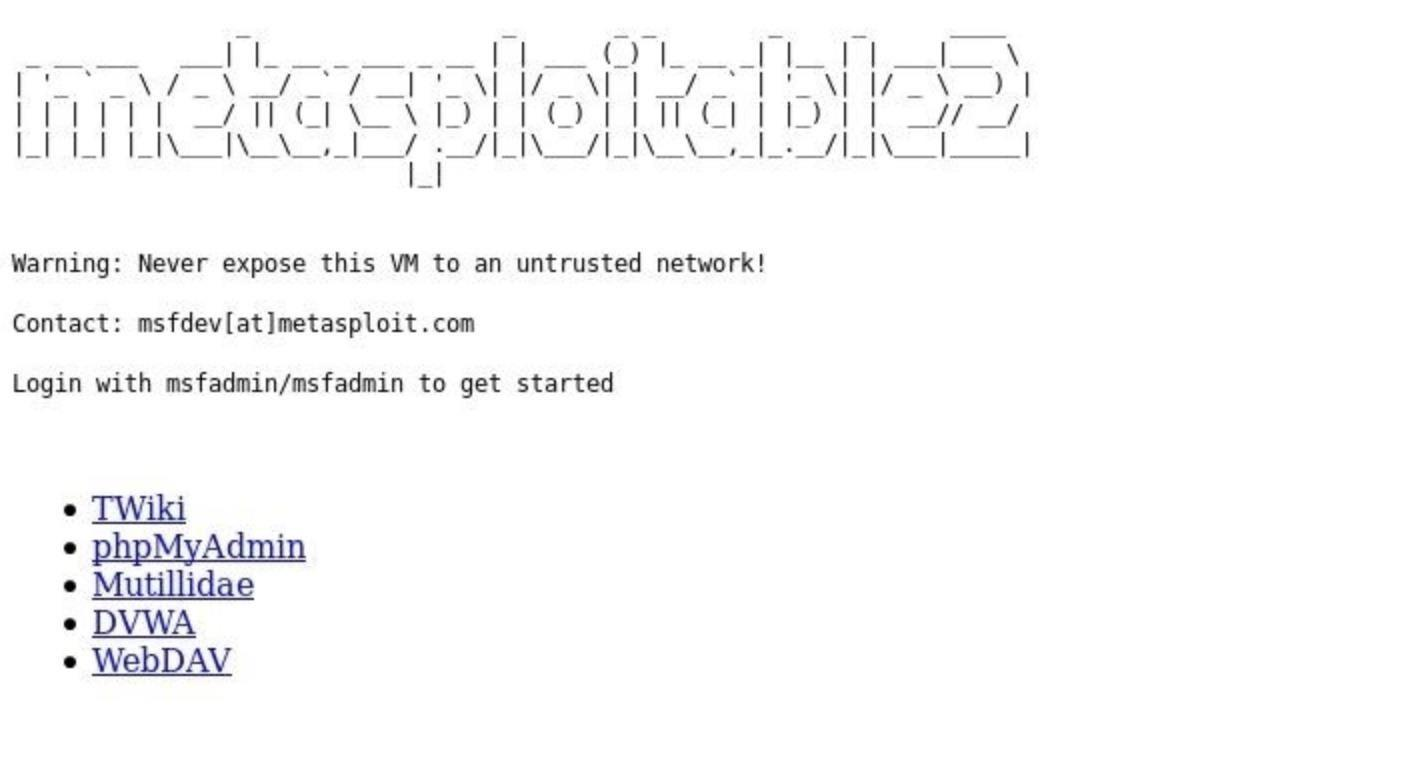 metasploitable2
Warning: Never expose this VM to an untrusted network!
Contact: msfdev[at]metasploit.com
Login with msfadmin/msfadmin to get started
TWiki
phpMyAdmin
Mutillidae
DVWA
WebDAV